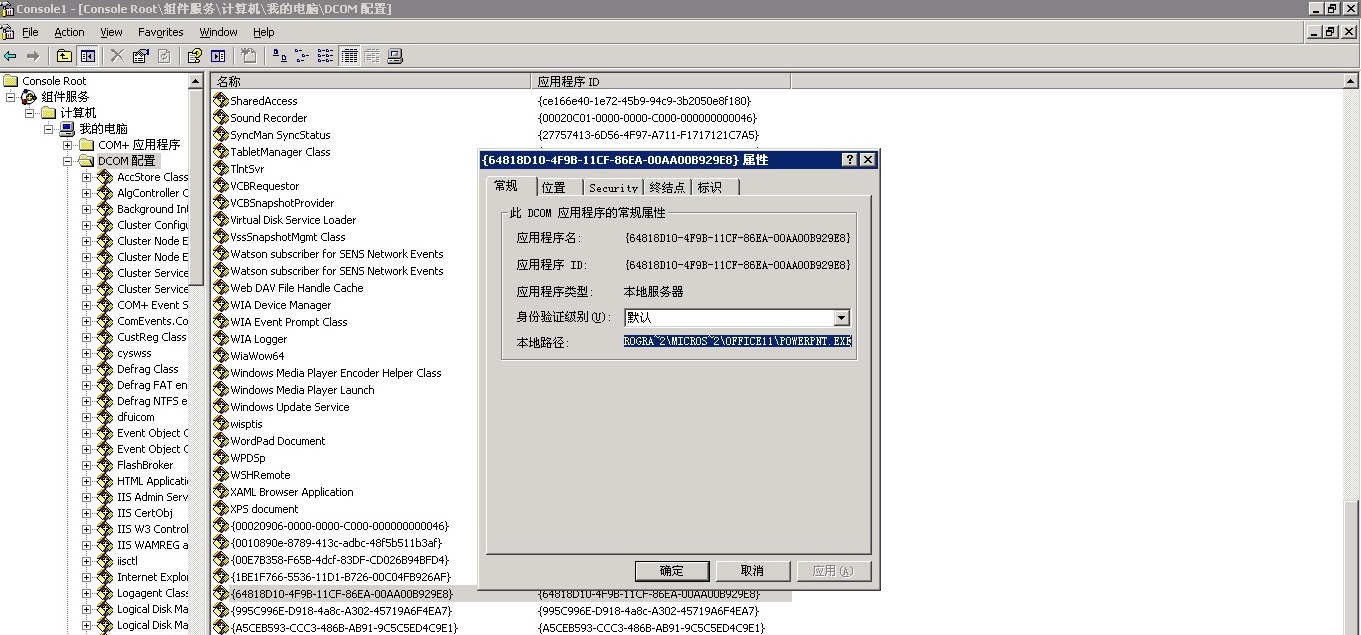 Console1 - [Console Root\组件服务\计算机\我的电脑\DCOM 配置]
File Action View Favorites Window Help
Console Root
组件服务
计算机
我的电脑
COM+ 应用程序
DCOM 配置
AccStore Class
AlgController C
Background Int
Cluster Configu
Cluster Node E
Cluster Node E
Cluster Service
Cluster Service
COM+ Event S
ComEvents.Co
CustReg Class
cyswss
Defrag Class
Defrag FAT en
Defrag NTFS e
dfuicom
Event Object C
Event Object C
FlashBroker
HTML Applicatio
IIS Admin Serv
IIS CertObj
IIS W3 Control
IIS WAMREG a
iisctl
Internet Explor
Logagent Class
Logical Disk Ma
Logical Disk Ma
名称 应用程序 ID
SharedAccess {ce166e40-1e72-45b9-94c9-3b2050e8f180}
Sound Recorder {00020C01-0000-0000-C000-000000000046}
SyncMan SyncStatus {27757413-6D56-4F97-A711-F1717121C7A5}
TabletManager Class
TlntSvr
VCBRequestor
VCBSnapshotProvider
Virtual Disk Service Loader
VssSnapshotMgmt Class
Watson subscriber for SENS Network Events
Watson subscriber for SENS Network Events
Web DAV File Handle Cache
WIA Device Manager
WIA Event Prompt Class
WIA Logger
WiaWow64
Windows Media Player Encoder Helper Class
Windows Media Player Launch
Windows Update Service
wisptis
WordPad Document
WPDSp
WSHRemote
XAML Browser Application
XPS document
{00020906-0000-0000-C000-000000000046}
{0010890e-8789-413c-adbc-48f5b511b3af}
{00E7B358-F65B-4dcf-83DF-CD026B94BFD4}
{1BE1F766-5536-11D1-B726-00C04FB926AF}
{64818D10-4F9B-11CF-86EA-00AA00B929E8} {64818D10-4F9B-11CF-86EA-00AA00B929E8}
{995C996E-D918-4a8c-A302-45719A6F4EA7} {995C996E-D918-4a8c-A302-45719A6F4EA7}
{A5CEB593-CCC3-486B-AB91-9C5C5ED4C9E1} {A5CEB593-CCC3-486B-AB91-9C5C5ED4C9E1}
{64818D10-4F9B-11CF-86EA-00AA00B929E8} 属性
常规 位置 Security 终结点 标识
此 DCOM 应用程序的常规属性
应用程序名: {64818D10-4F9B-11CF-86EA-00AA00B929E8}
应用程序 ID: {64818D10-4F9B-11CF-86EA-00AA00B929E8}
应用程序类型: 本地服务器
身份验证级别(U): 默认
本地路径: ROGRA~2\MICROS~2\OFFICE11\POWERPNT.EXE
确定 取消 应用(A)